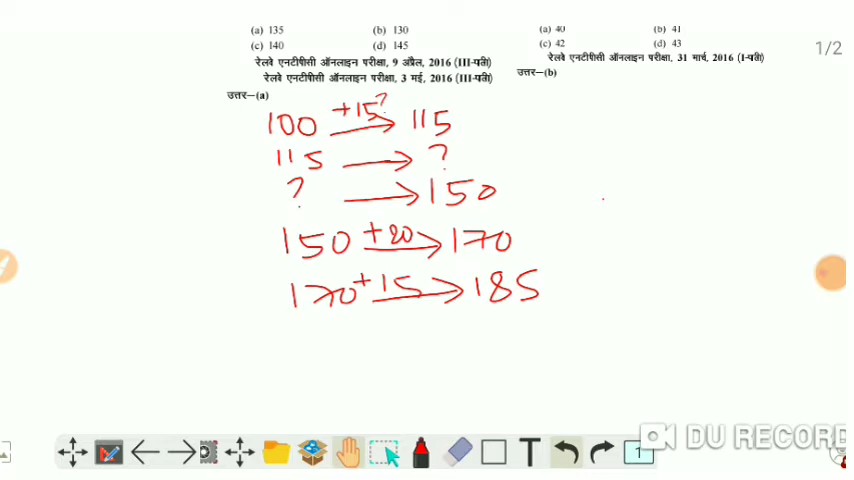 (a) 135 (b) 130
(c) 140 (d) 145
रेलवे एनटीपीसी ऑनलाइन परीक्षा, 9 अप्रैल, 2016 (III-पाली)
रेलवे एनटीपीसी ऑनलाइन परीक्षा, 3 मई, 2016 (III-पाली)
उत्तर–(a)
(a) 40 (b) 41
(c) 42 (d) 43
रेलवे एनटीपीसी ऑनलाइन परीक्षा, 31 मार्च, 2016 (I-पाली)
उत्तर–(b)
1/2
100 +15? → 115
115 → ?
? → 150
150 +20 → 170
170 +15 → 185
T
1
DU RECORD